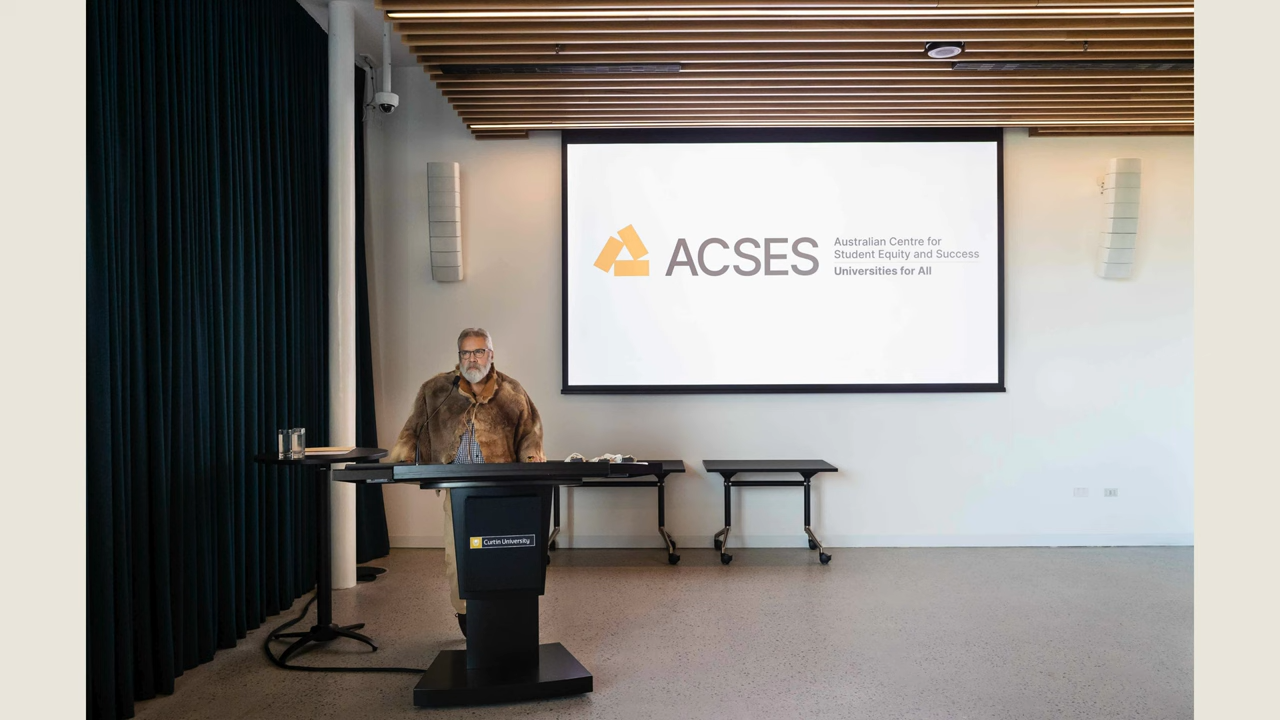 ACSES
Australian Centre for
Student Equity and Success
Universities for All
Curtin University